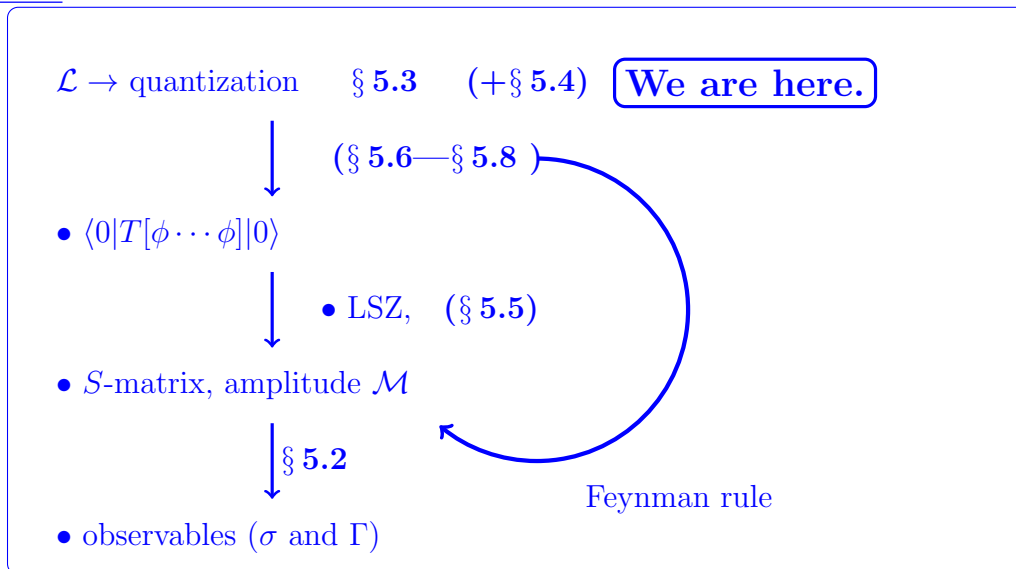 ℒ → quantization § 5.3 (+§ 5.4) We are here.
(§ 5.6—§ 5.8 )
• ⟨0|T[ϕ · · · ϕ]|0⟩
• LSZ, (§ 5.5)
• S-matrix, amplitude ℳ
§ 5.2
Feynman rule
• observables (σ and Γ)